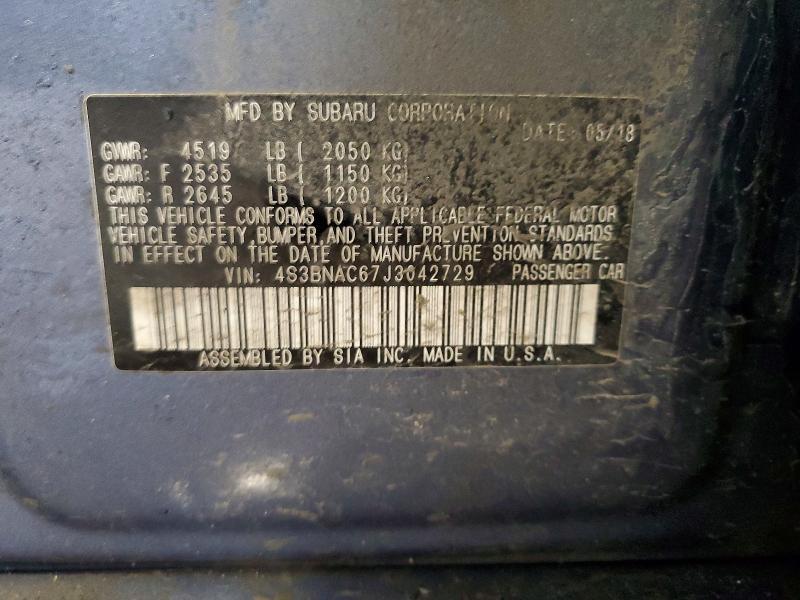 MFD BY SUBARU CORPORATION
DATE: 05/18
GVWR: 4519 LB ( 2050 KG)
GAWR: F 2535 LB ( 1150 KG)
GAWR: R 2645 LB ( 1200 KG)
THIS VEHICLE CONFORMS TO ALL APPLICABLE FEDERAL MOTOR
VEHICLE SAFETY, BUMPER, AND THEFT PREVENTION STANDARDS
IN EFFECT ON THE DATE OF MANUFACTURE SHOWN ABOVE.
VIN: 4S3BNAC67J3042729 PASSENGER CAR
ASSEMBLED BY SIA INC. MADE IN U.S.A.